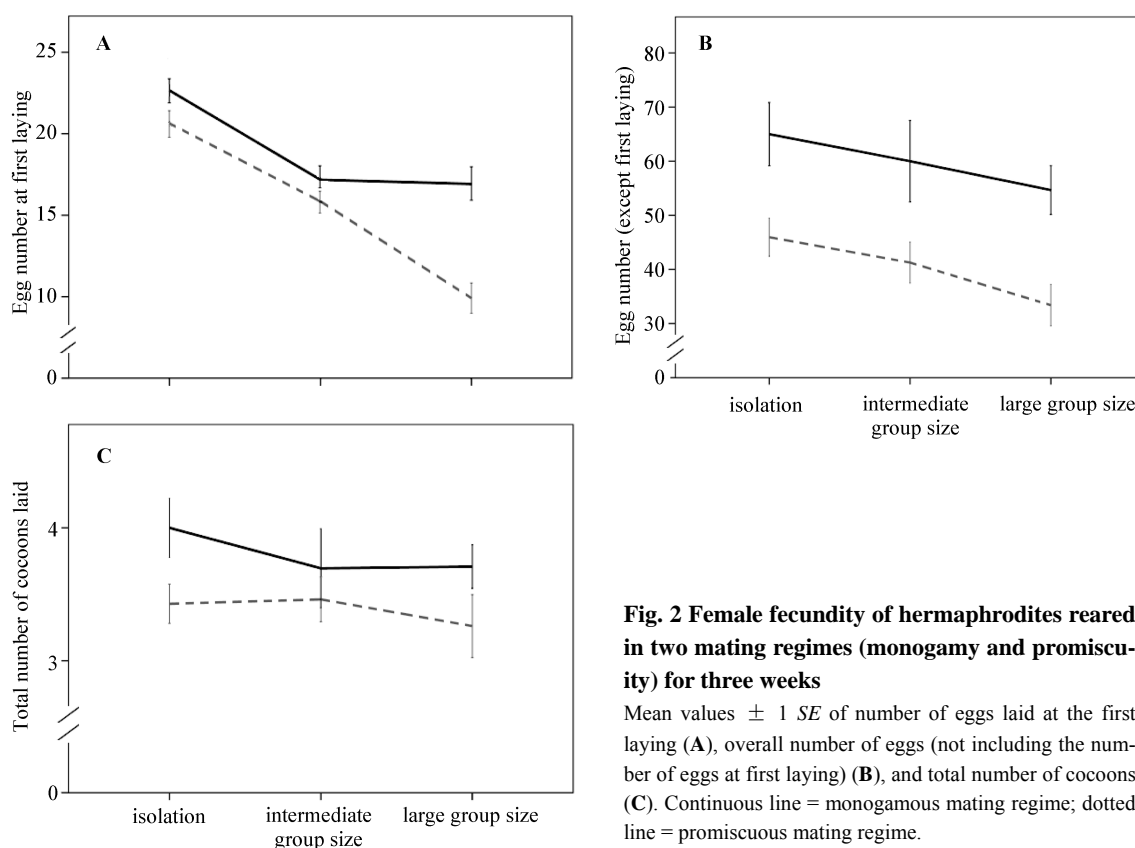 A
Egg number at first laying
25
20
15
10
0
B
Egg number (except first laying)
80
70
60
50
40
30
0
isolation
intermediate
group size
large group size
C
Total number of cocoons laid
4
3
0
isolation
intermediate
group size
large group size
Fig. 2 Female fecundity of hermaphrodites reared
in two mating regimes (monogamy and promiscu-
ity) for three weeks
Mean values ± 1 SE of number of eggs laid at the first
laying (A), overall number of eggs (not including the num-
ber of eggs at first laying) (B), and total number of cocoons
(C). Continuous line = monogamous mating regime; dotted
line = promiscuous mating regime.